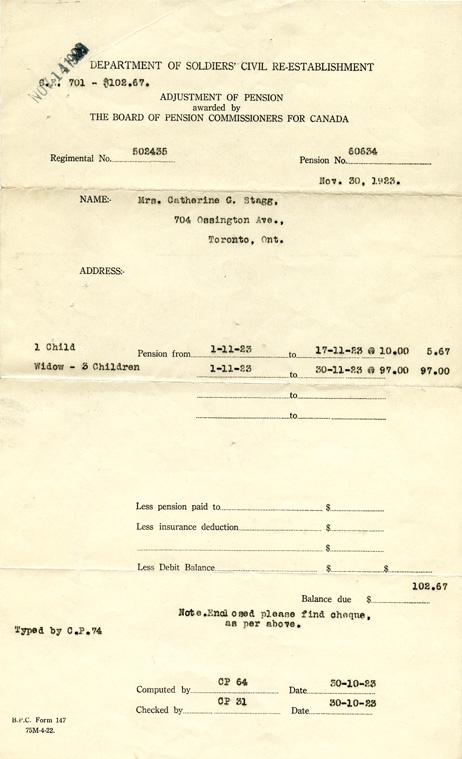 DEPARTMENT OF SOLDIERS' CIVIL RE-ESTABLISHMENT
701 - $102.67.
ADJUSTMENT OF PENSION
awarded by
THE BOARD OF PENSION COMMISSIONERS FOR CANADA
Regimental No. 502435 Pension No. 60634
Nov. 30, 1923.
NAME:- Mrs. Catherine G. Stagg,
704 Ossington Ave.,
Toronto, Ont.
ADDRESS:-
1 Child Pension from 1-11-23 to 17-11-23 @ 10.00 5.67
Widow - 3 Children 1-11-23 to 30-11-23 @ 97.00 97.00
to
to
Less pension paid to $
Less insurance deduction $
$
Less Debit Balance $ $
102.67
Balance due $
Note. Enclosed please find cheque,
as per above.
Typed by C.P.74
Computed by CP 64 Date 30-10-23
Checked by CP 31 Date 30-10-23
B.P.C. Form 147
75M-4-22.